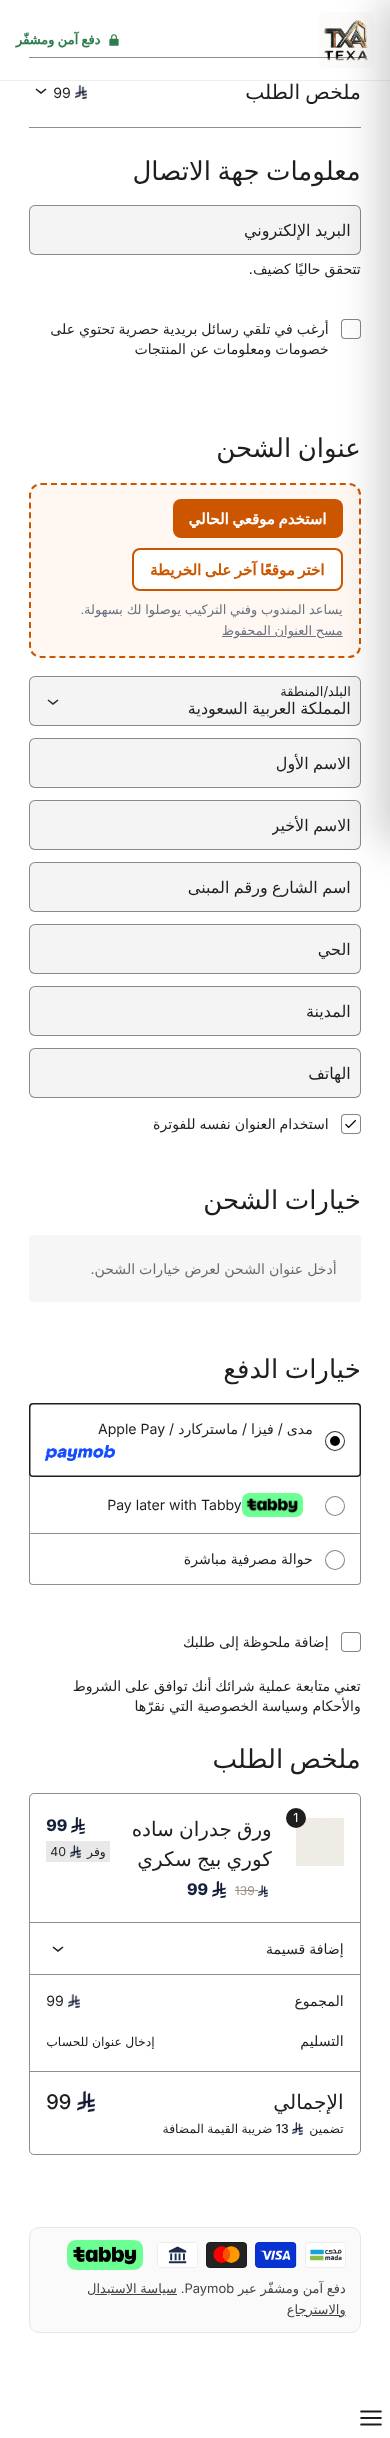 TXA
TEXA
دفع آمن ومشفّر
ملخص الطلب
99
معلومات جهة الاتصال
البريد الإلكتروني
تتحقق حاليًا كضيف.
أرغب في تلقي رسائل بريدية حصرية تحتوي على
خصومات ومعلومات عن المنتجات
عنوان الشحن
استخدم موقعي الحالي
اختر موقعًا آخر على الخريطة
يساعد المندوب وفني التركيب يوصلوا لك بسهولة.
مسح العنوان المحفوظ
البلد/المنطقة
المملكة العربية السعودية
الاسم الأول
الاسم الأخير
اسم الشارع ورقم المبنى
الحي
المدينة
الهاتف
استخدام العنوان نفسه للفوترة
خيارات الشحن
أدخل عنوان الشحن لعرض خيارات الشحن.
خيارات الدفع
مدى / فيزا / ماستركارد / Apple Pay
paymob
Pay later with Tabby tabby
حوالة مصرفية مباشرة
إضافة ملحوظة إلى طلبك
تعني متابعة عملية شرائك أنك توافق على الشروط
والأحكام وسياسة الخصوصية التي نقرّها
ملخص الطلب
1
ورق جدران ساده
كوري بيج سكري
139 99
99
وفر 40
إضافة قسيمة
المجموع 99
التسليم إدخال عنوان للحساب
الإجمالي 99
تتضمن 13 ضريبة القيمة المضافة
مدى mada VISA tabby
دفع آمن ومشفّر عبر Paymob. سياسة الاستبدال
والاسترجاع